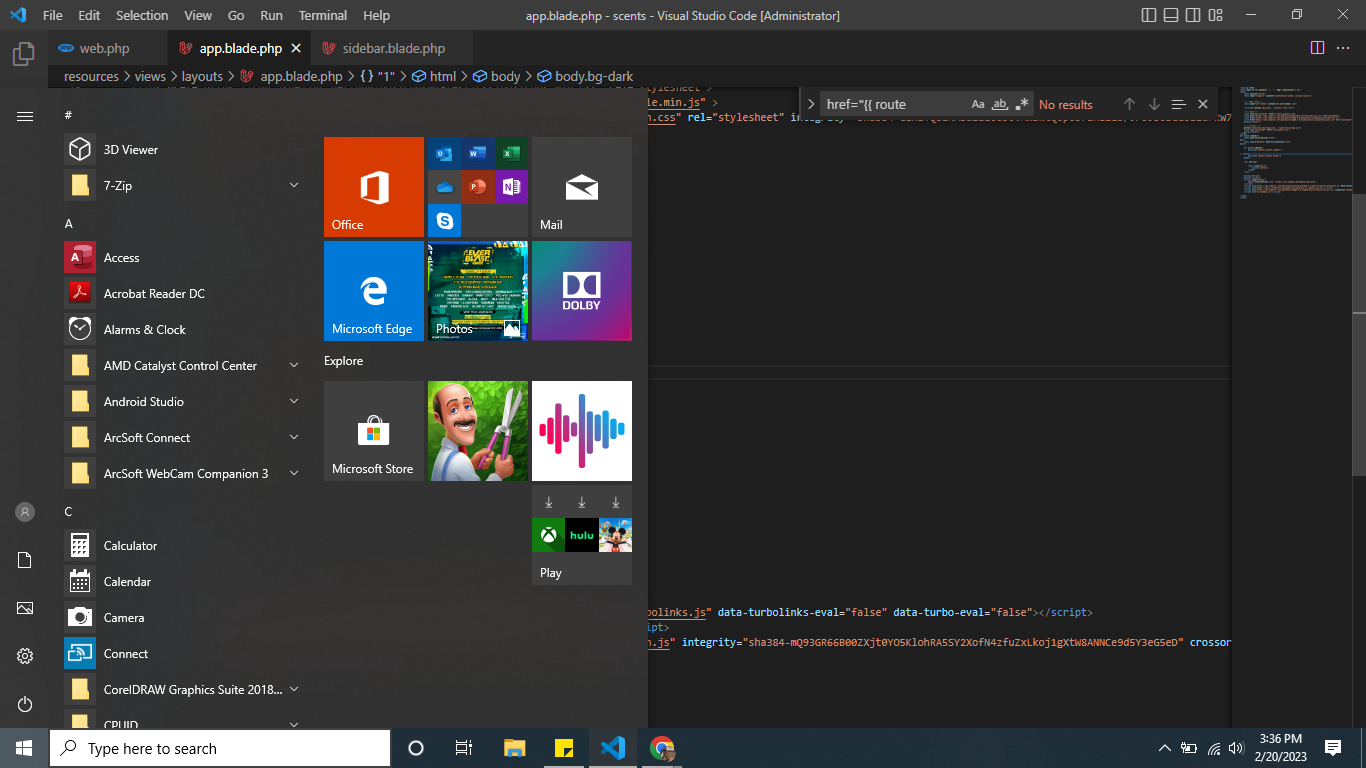 File Edit Selection View Go Run Terminal Help
app.blade.php - scents - Visual Studio Code [Administrator]
web.php
app.blade.php
sidebar.blade.php
resources > views > layouts > app.blade.php > {} "1" > html > body > body.bg-dark
le.min.js" >
href="{{ route
Aa
ab
No results
#
3D Viewer
7-Zip
A
Access
Acrobat Reader DC
Alarms & Clock
AMD Catalyst Control Center
Android Studio
ArcSoft Connect
ArcSoft WebCam Companion 3
C
Calculator
Calendar
Camera
Connect
CorelDRAW Graphics Suite 2018...
CPUID
Office
Mail
Microsoft Edge
Photos
DOLBY
Explore
Microsoft Store
hulu
Play
bolinks.js" data-turbolinks-eval="false" data-turbo-eval="false"></script>
ipt>
n.js" integrity="sha384-mQ93GR66B00ZXjt0YO5KlohRA5SY2XofN4zfuZxLkoj1gXtW8ANNCe9d5Y3eG5eD" crossor
Type here to search
3:36 PM
2/20/2023